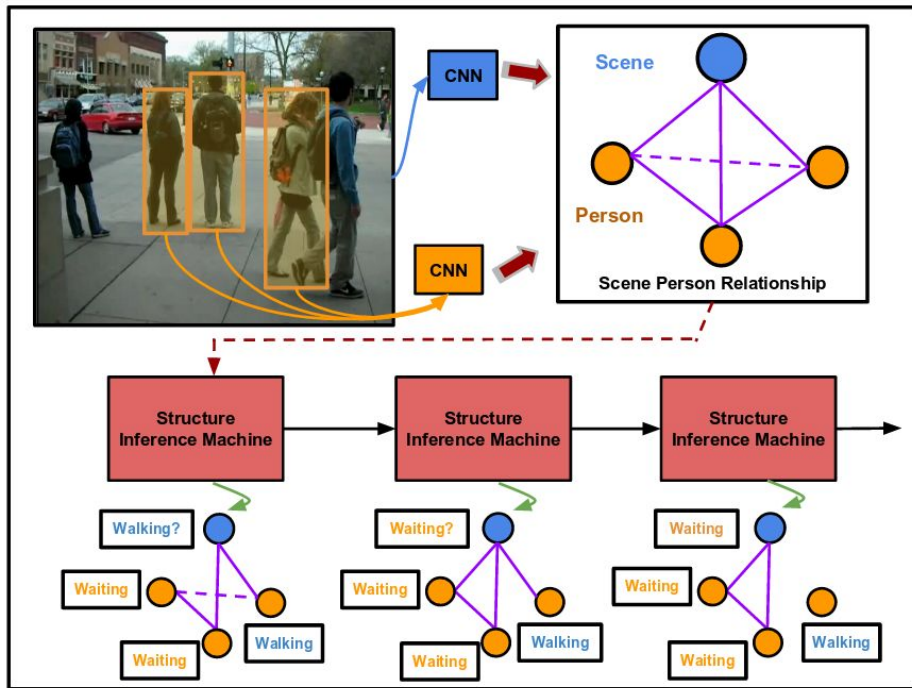 CNN
Scene
Person
CNN
Scene Person Relationship
Structure
Inference Machine
Structure
Inference Machine
Structure
Inference Machine
Walking?
Waiting
Waiting
Walking
Waiting?
Waiting
Waiting
Walking
Waiting
Waiting
Waiting
Walking